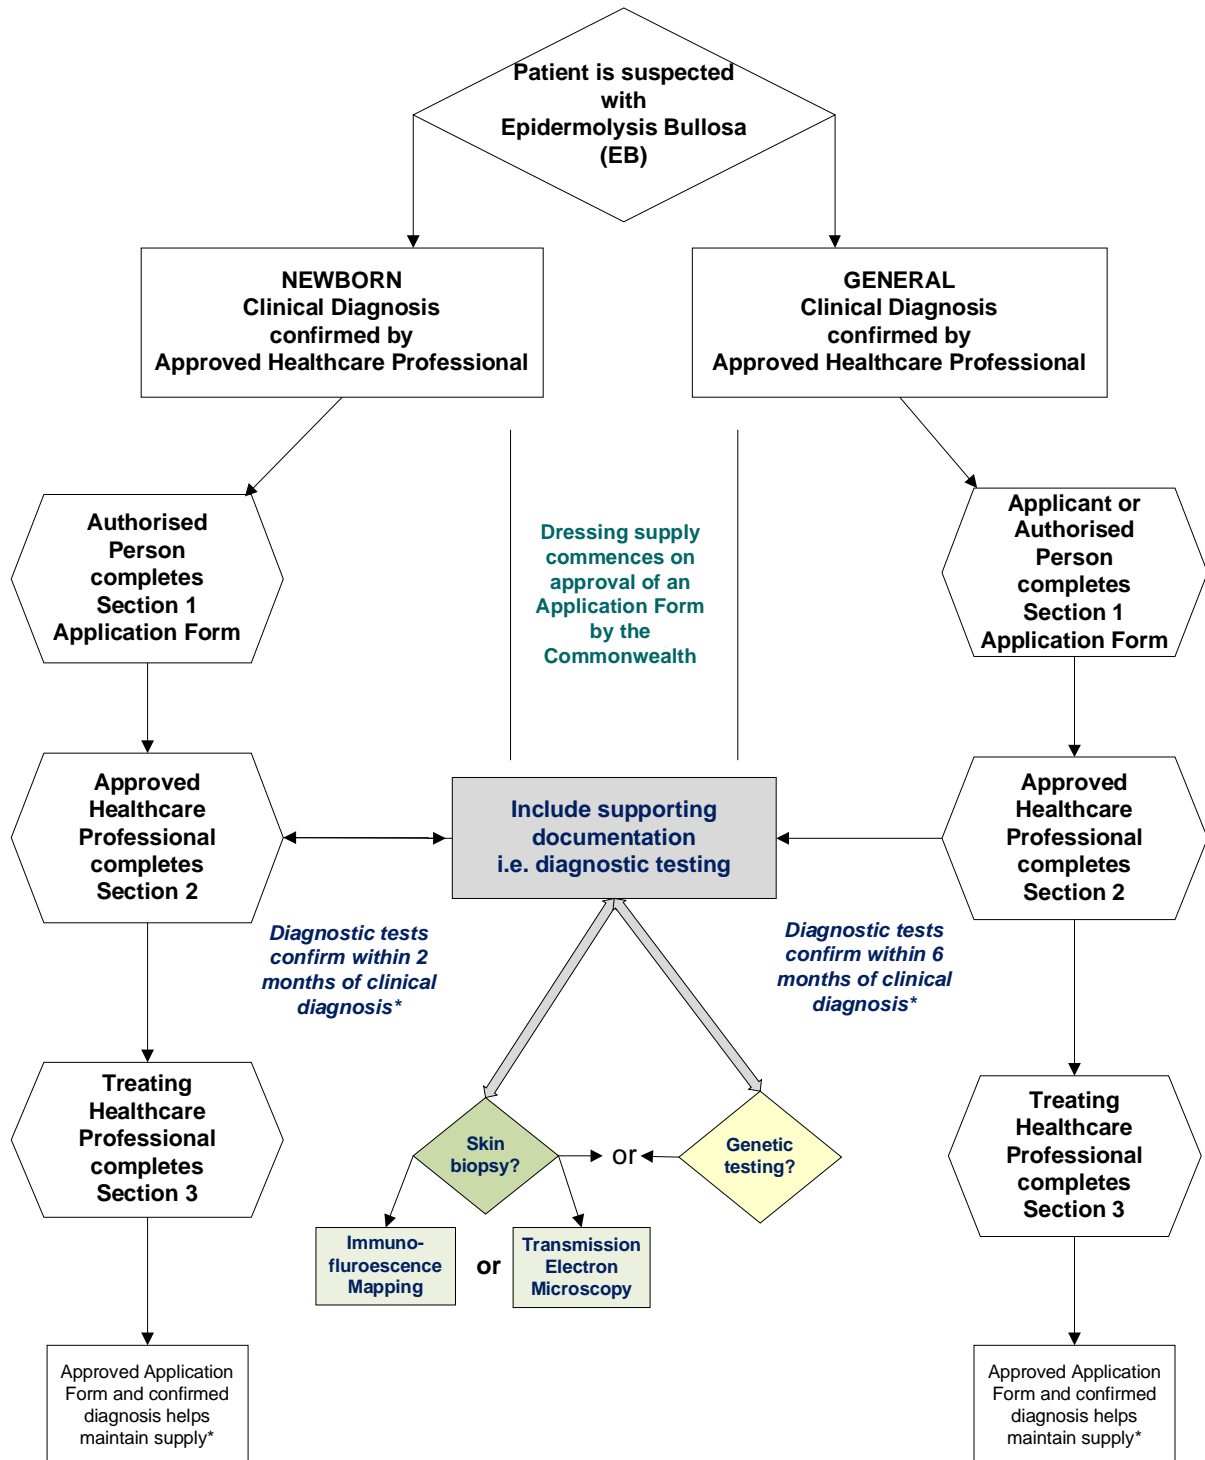 Patient is suspected
with
Epidermolysis Bullosa
(EB)
NEWBORN
Clinical Diagnosis
confirmed by
Approved Healthcare Professional
GENERAL
Clinical Diagnosis
confirmed by
Approved Healthcare Professional
Authorised
Person
completes
Section 1
Application Form
Dressing supply
commences on
approval of an
Application Form
by the
Commonwealth
Applicant or
Authorised
Person
completes
Section 1
Application Form
Approved
Healthcare
Professional
completes
Section 2
Include supporting
documentation
i.e. diagnostic testing
Approved
Healthcare
Professional
completes
Section 2
Diagnostic tests
confirm within 2
months of clinical
diagnosis*
Diagnostic tests
confirm within 6
months of clinical
diagnosis*
Treating
Healthcare
Professional
completes
Section 3
Skin
biopsy?
or
Genetic
testing?
Treating
Healthcare
Professional
completes
Section 3
Immuno-
fluroescence
Mapping
or
Transmission
Electron
Microscopy
Approved Application
Form and confirmed
diagnosis helps
maintain supply*
Approved Application
Form and confirmed
diagnosis helps
maintain supply*